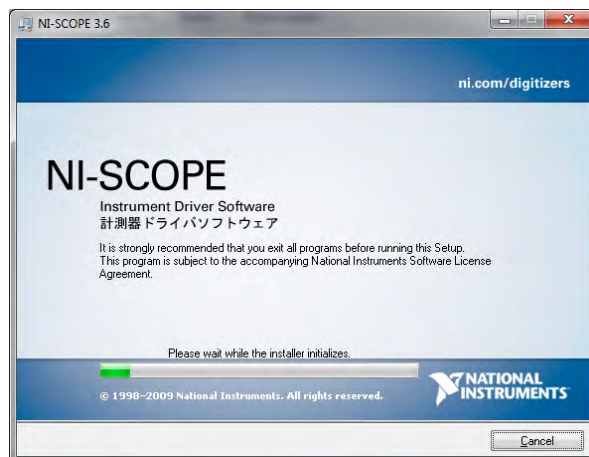 NI-SCOPE 3.6
ni.com/digitizers
NI-SCOPE
Instrument Driver Software
計測器ドライバソフトウェア
It is strongly recommended that you exit all programs before running this Setup.
This program is subject to the accompanying National Instruments Software License
Agreement.
Please wait while the installer initializes.
© 1998–2009 National Instruments. All rights reserved.
NATIONAL
INSTRUMENTS
Cancel